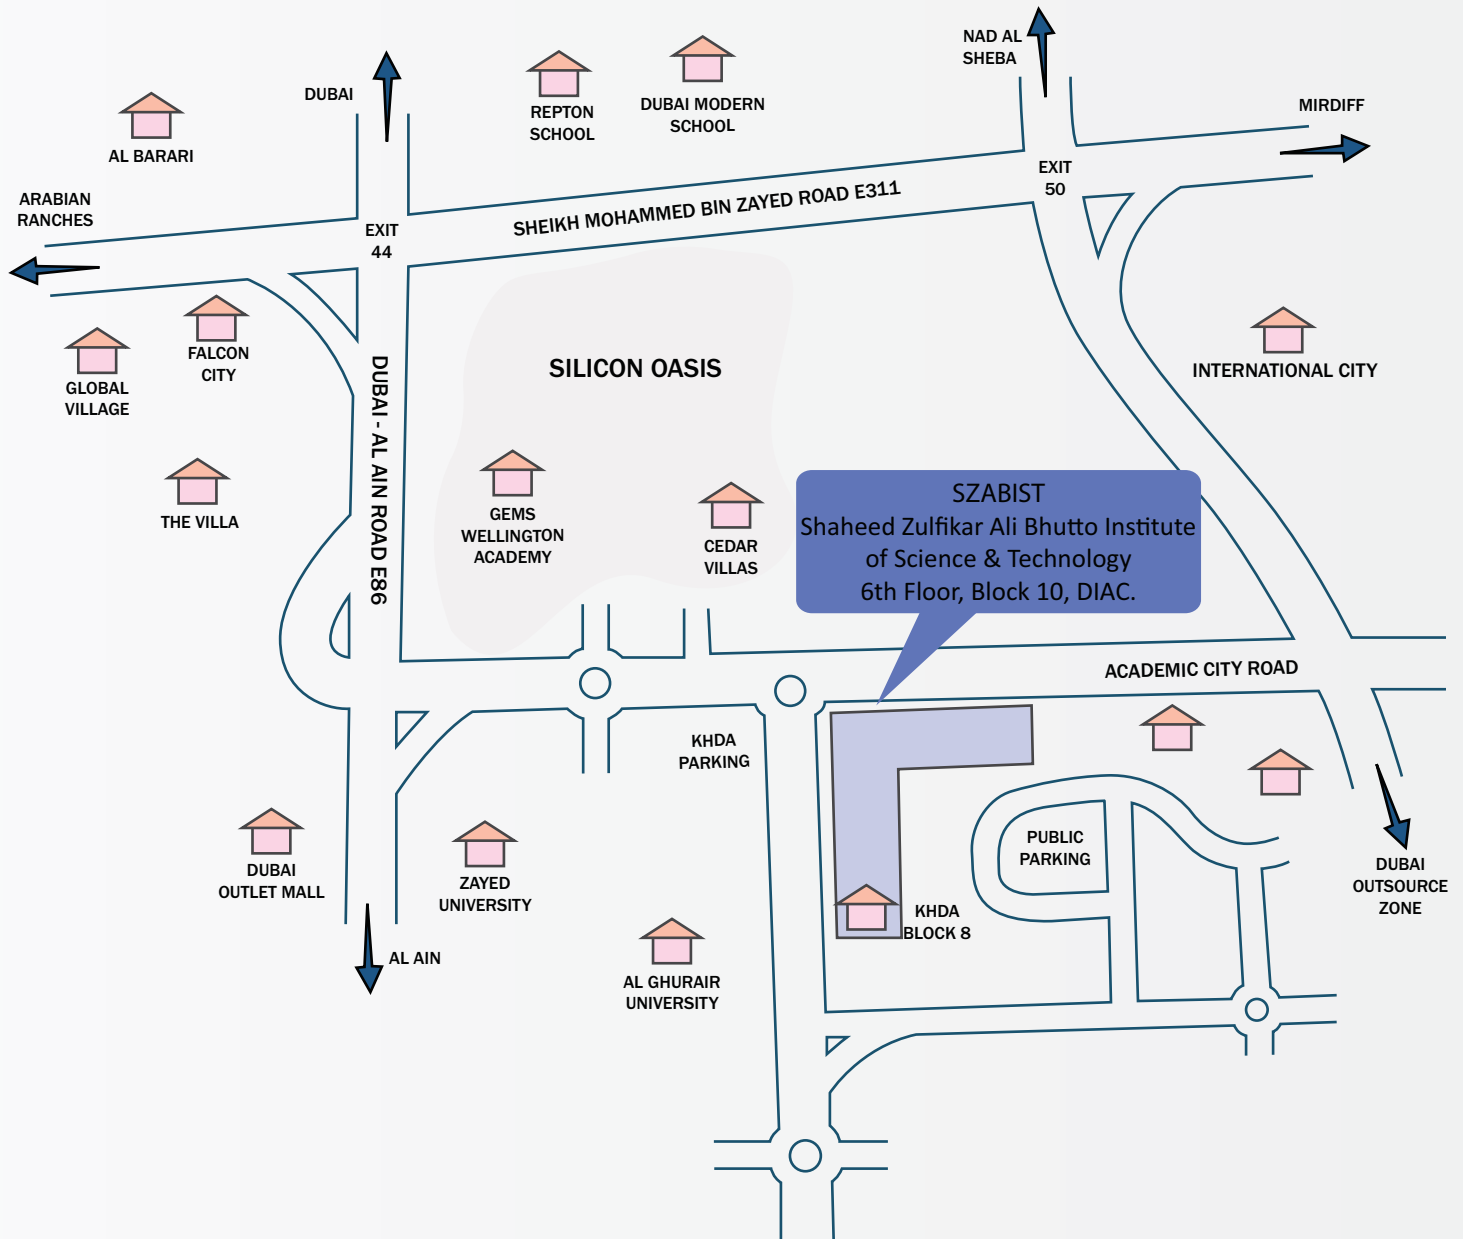 NAD AL
SHEBA
DUBAI
REPTON
SCHOOL
DUBAI MODERN
SCHOOL
MIRDIFF
AL BARARI
ARABIAN
RANCHES
EXIT
44
SHEIKH MOHAMMED BIN ZAYED ROAD E311
EXIT
50
GLOBAL
VILLAGE
FALCON
CITY
DUBAI - AL AIN ROAD E86
SILICON OASIS
INTERNATIONAL CITY
THE VILLA
GEMS
WELLINGTON
ACADEMY
CEDAR
VILLAS
SZABIST
Shaheed Zulfikar Ali Bhutto Institute
of Science & Technology
6th Floor, Block 10, DIAC.
ACADEMIC CITY ROAD
KHDA
PARKING
PUBLIC
PARKING
DUBAI
OUTLET MALL
ZAYED
UNIVERSITY
KHDA
BLOCK 8
DUBAI
OUTSOURCE
ZONE
AL AIN
AL GHURAIR
UNIVERSITY